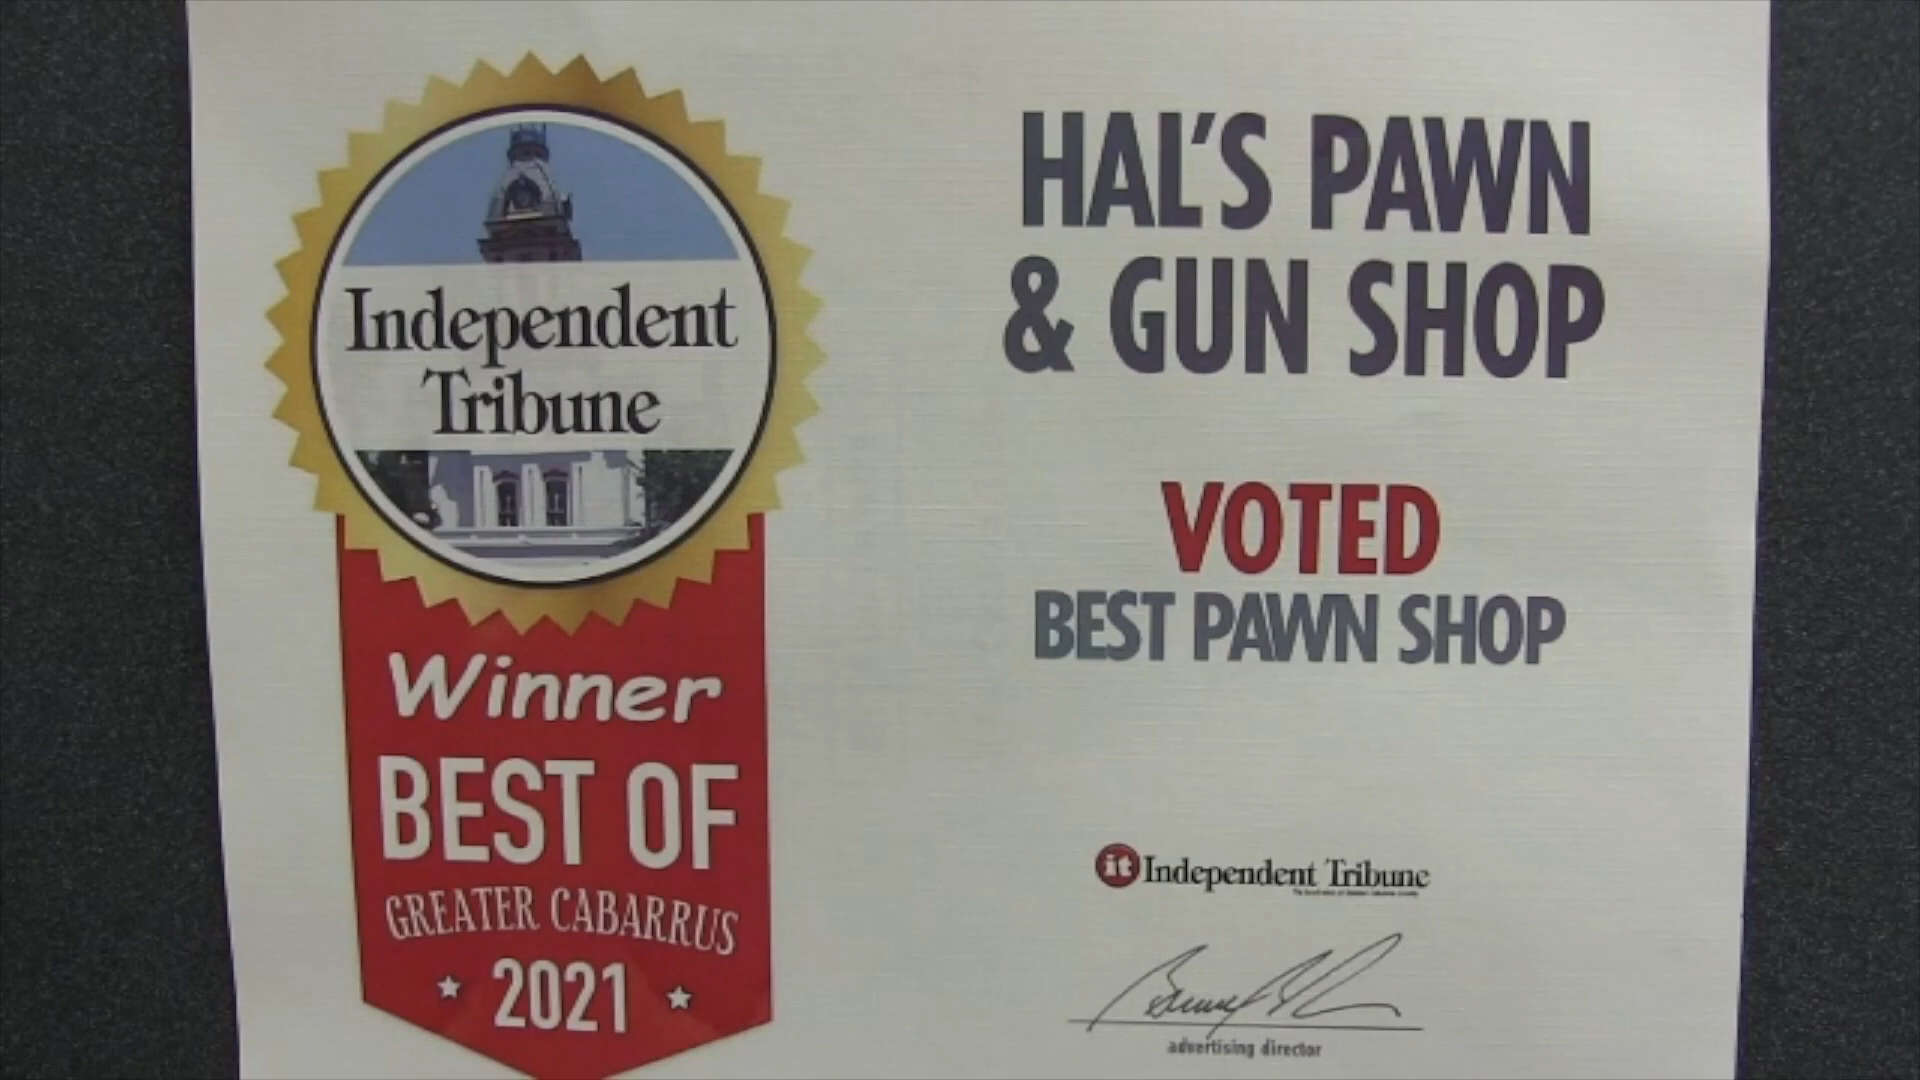 Independent
Tribune
Winner
BEST OF
GREATER CABARRUS
2021
HAL'S PAWN
& GUN SHOP
VOTED
BEST PAWN SHOP
it Independent Tribune
advertising director